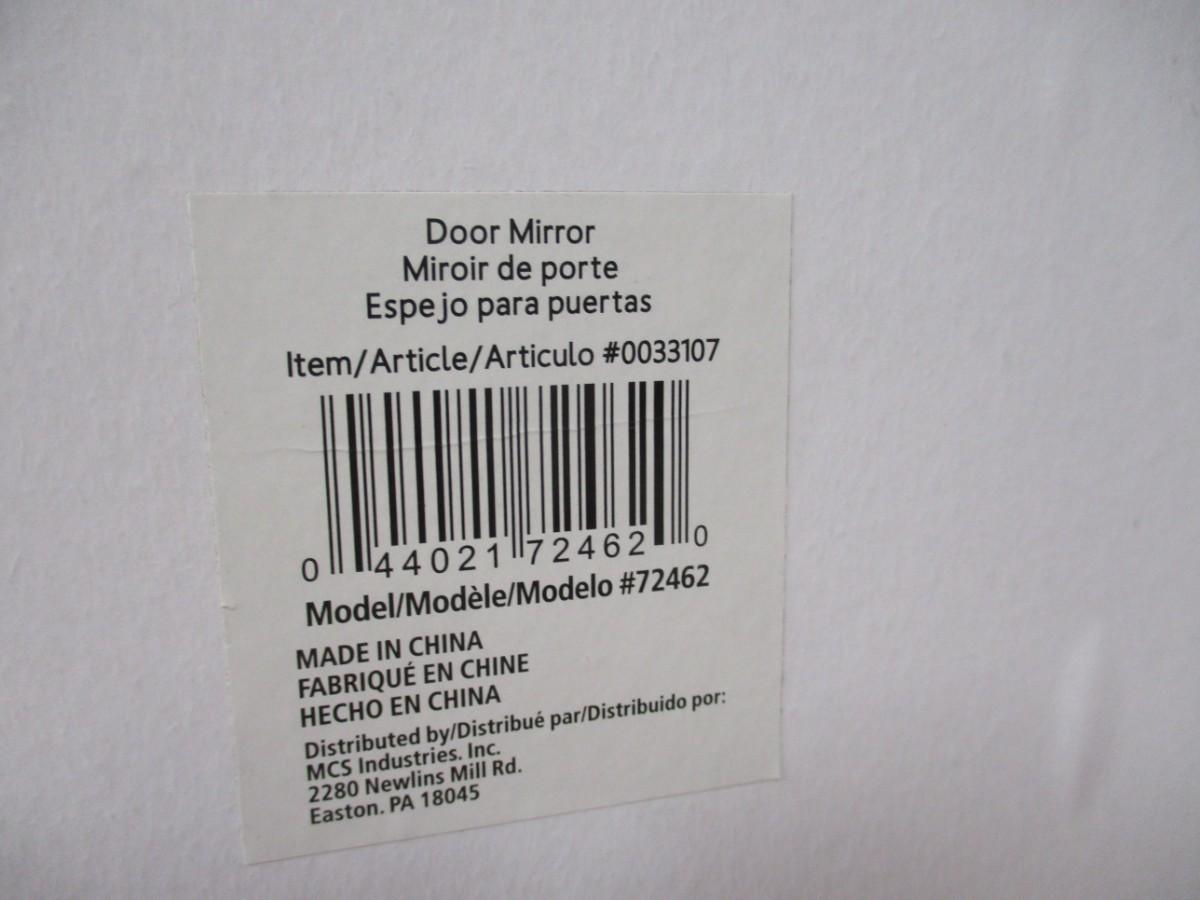 Door Mirror
Miroir de porte
Espejo para puertas
Item/Article/Articulo #0033107
0 44021 72462 0
Model/Modèle/Modelo #72462
MADE IN CHINA
FABRIQUÉ EN CHINE
HECHO EN CHINA
Distributed by/Distribué par/Distribuido por:
MCS Industries. Inc.
2280 Newlins Mill Rd.
Easton. PA 18045